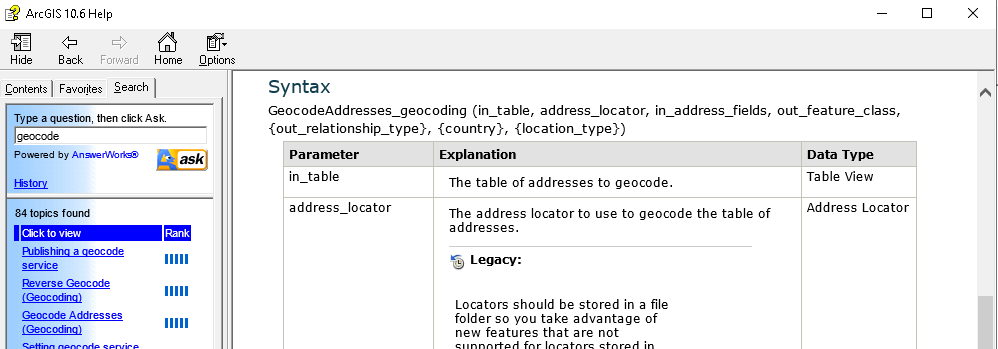 ArcGIS 10.6 Help
Hide Back Forward Home Options
Contents Favorites Search
Type a question, then click Ask.
geocode
Powered by AnswerWorks® ask
History
84 topics found
Click to view Rank
Publishing a geocode
service
Reverse Geocode
(Geocoding)
Geocode Addresses
(Geocoding)
Setting geocode service
Syntax
GeocodeAddresses_geocoding (in_table, address_locator, in_address_fields, out_feature_class,
{out_relationship_type}, {country}, {location_type})
Parameter Explanation Data Type
in_table The table of addresses to geocode. Table View
address_locator The address locator to use to geocode the table of Address Locator
addresses.
Legacy:
Locators should be stored in a file
folder so you take advantage of
new features that are not
supported for locators stored in